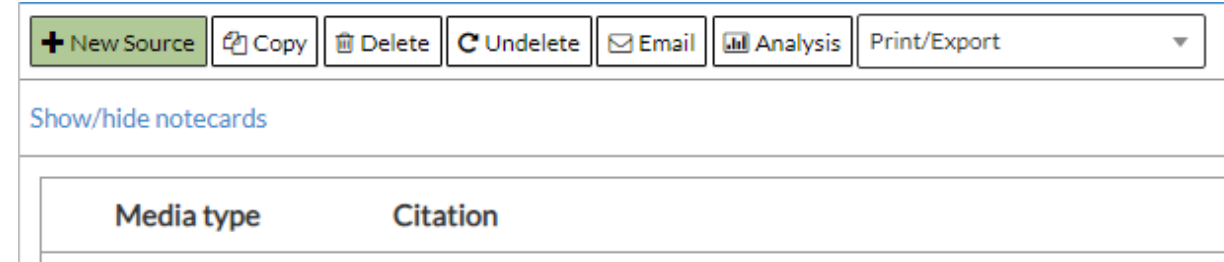 New Source Copy Delete Undelete Email Analysis Print/Export
Show/hide notecards
Media type Citation